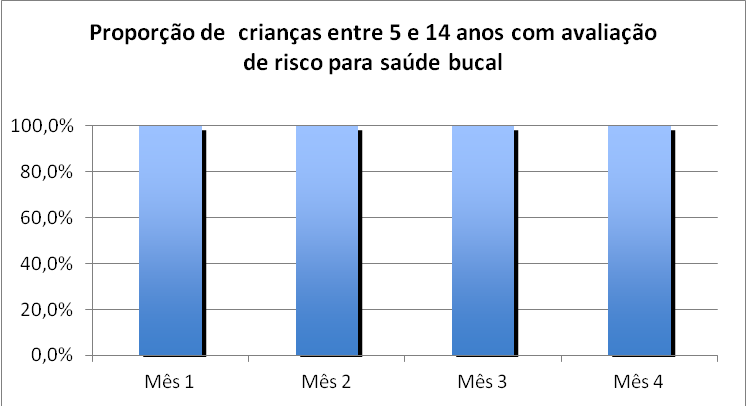 Proporção de  crianças entre 5 e 14 anos com avaliação
de risco para saúde bucal
100,0%
80,0%
60,0%
40,0%
20,0%
0,0%
Mês 1 Mês 2 Mês 3 Mês 4